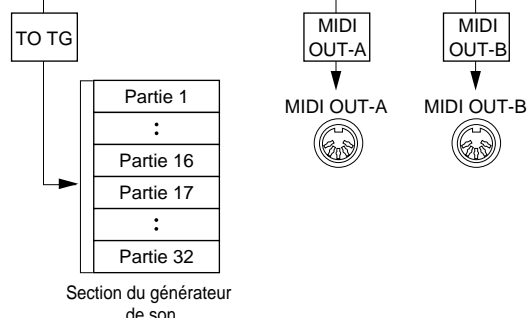 TO TG
MIDI
OUT-A
MIDI
OUT-B
MIDI OUT-A
MIDI OUT-B
Partie 1
:
Partie 16
Partie 17
:
Partie 32
Section du générateur
de son